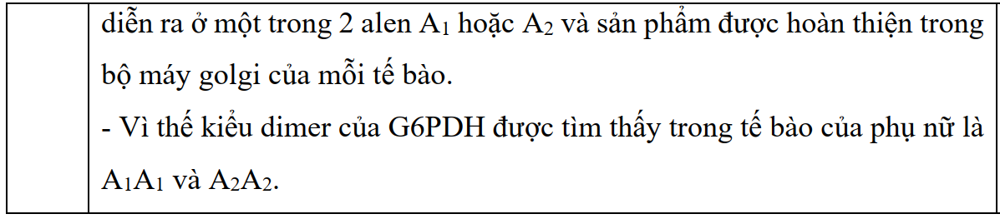 diễn ra ở một trong 2 alen A₁ hoặc A₂ và sản phẩm được hoàn thiện trong
bộ máy golgi của mỗi tế bào.
- Vì thế kiểu dimer của G6PDH được tìm thấy trong tế bào của phụ nữ là
A₁A₁ và A₂A₂.